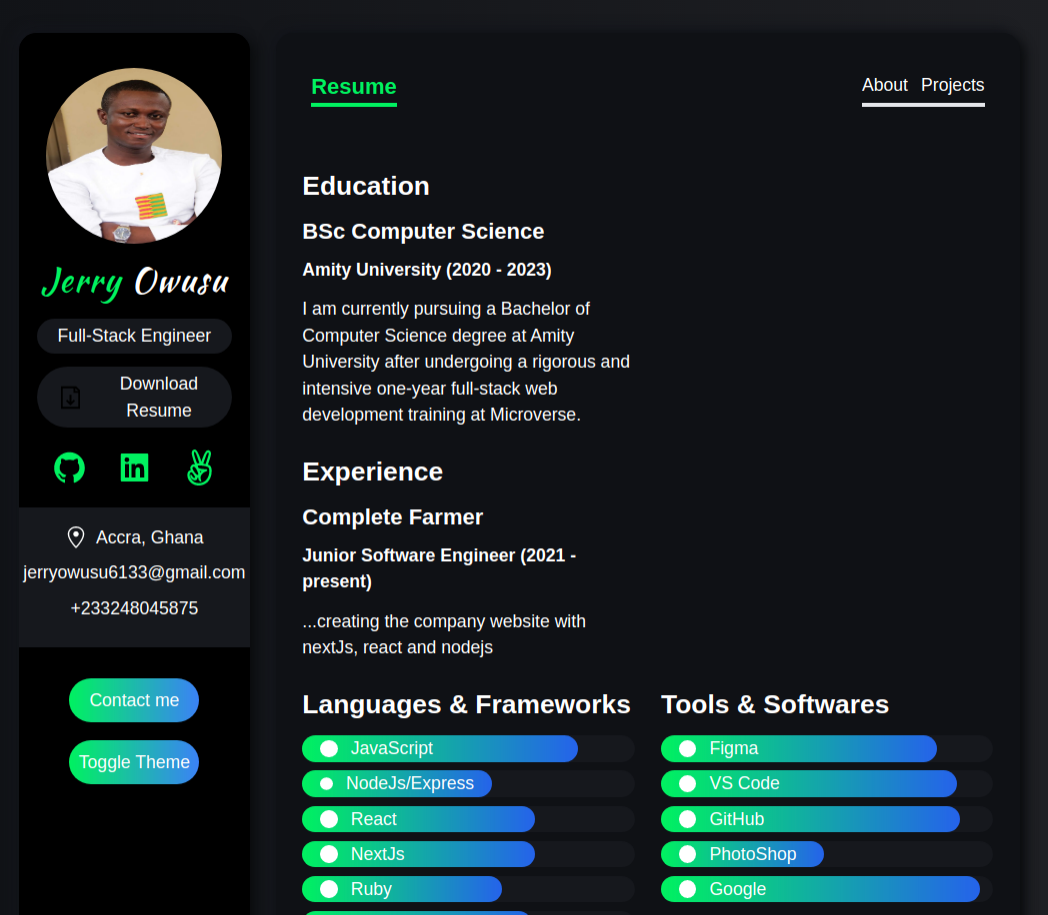 Jerry Owusu
Full-Stack Engineer
Download
Resume
Accra, Ghana
jerryowusu6133@gmail.com
+233248045875
Contact me
Toggle Theme
Resume
About Projects
Education
BSc Computer Science
Amity University (2020 - 2023)
I am currently pursuing a Bachelor of
Computer Science degree at Amity
University after undergoing a rigorous and
intensive one-year full-stack web
development training at Microverse.
Experience
Complete Farmer
Junior Software Engineer (2021 -
present)
...creating the company website with
nextJs, react and nodejs
Languages & Frameworks
JavaScript
NodeJs/Express
React
NextJs
Ruby
Tools & Softwares
Figma
VS Code
GitHub
PhotoShop
Google